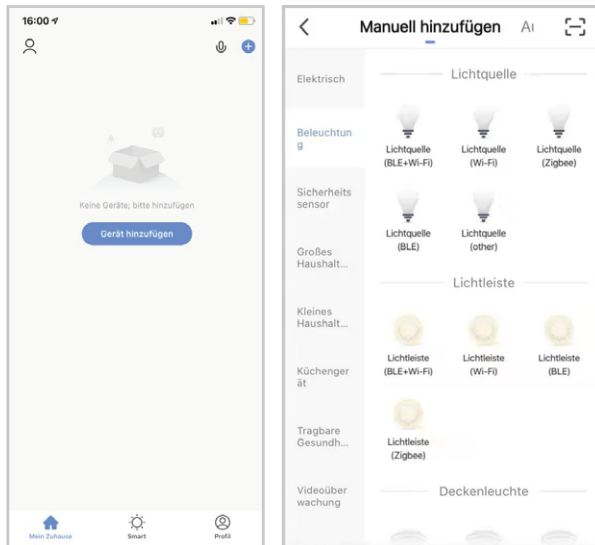 16:00
Keine Geräte; bitte hinzufügen
Gerät hinzufügen
Mein Zuhause
Smart
Profil
Manuell hinzufügen
Elektrisch
Beleuchtun
g
Sicherheits
sensor
Großes
Haushalt...
Kleines
Haushalt...
Küchenger
ät
Tragbare
Gesundh...
Videoüber
wachung
Lichtquelle
Lichtquelle
(BLE+Wi-Fi)
Lichtquelle
(Wi-Fi)
Lichtquelle
(Zigbee)
Lichtquelle
(BLE)
Lichtquelle
(other)
Lichtleiste
Lichtleiste
(BLE+Wi-Fi)
Lichtleiste
(Wi-Fi)
Lichtleiste
(BLE)
Lichtleiste
(Zigbee)
Deckenleuchte